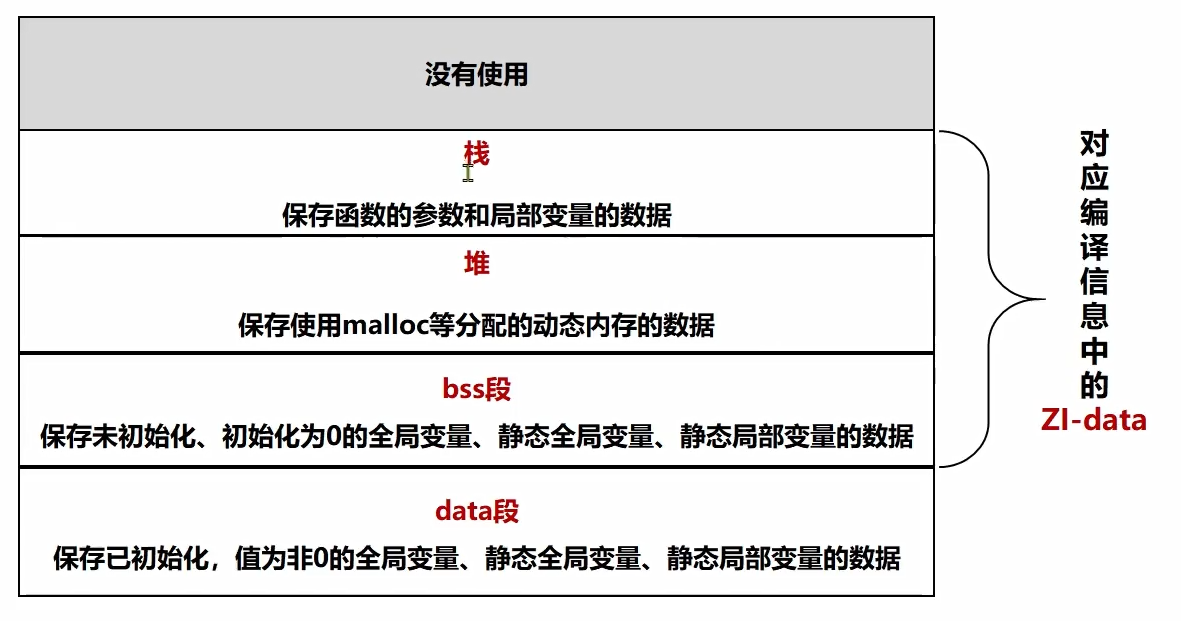 没有使用
栈
保存函数的参数和局部变量的数据
堆
保存使用malloc等分配的动态内存的数据
bss段
保存未初始化、初始化为0的全局变量、静态全局变量、静态局部变量的数据
data段
保存已初始化，值为非0的全局变量、静态全局变量、静态局部变量的数据
对应编译信息中的
ZI-data